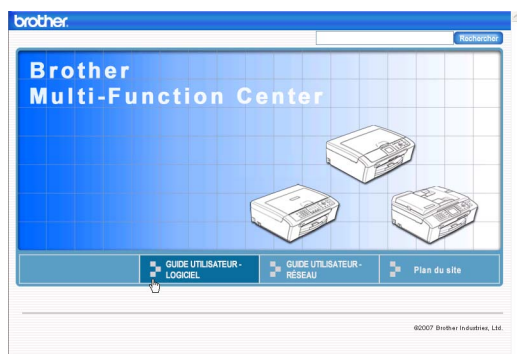 brother.
Rechercher
Brother
Multi-Function Center
GUIDE UTILISATEUR -
LOGICIEL
GUIDE UTILISATEUR -
RÉSEAU
Plan du site
©2007 Brother Industries, Ltd.